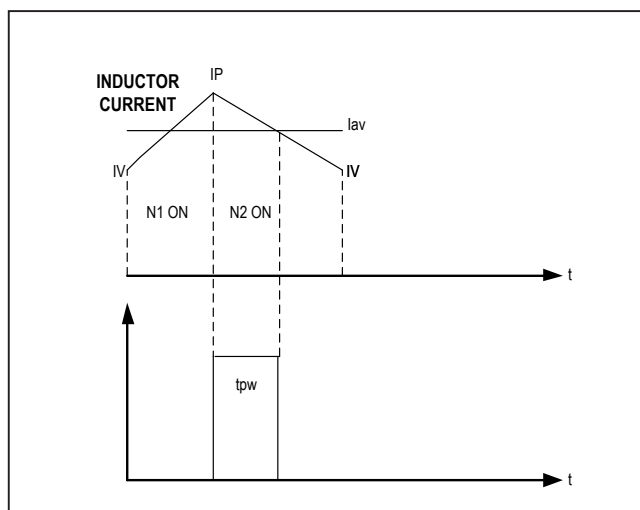 IP
INDUCTOR
CURRENT
Iav
IV
IV
N1 ON
N2 ON
t
tpw
t